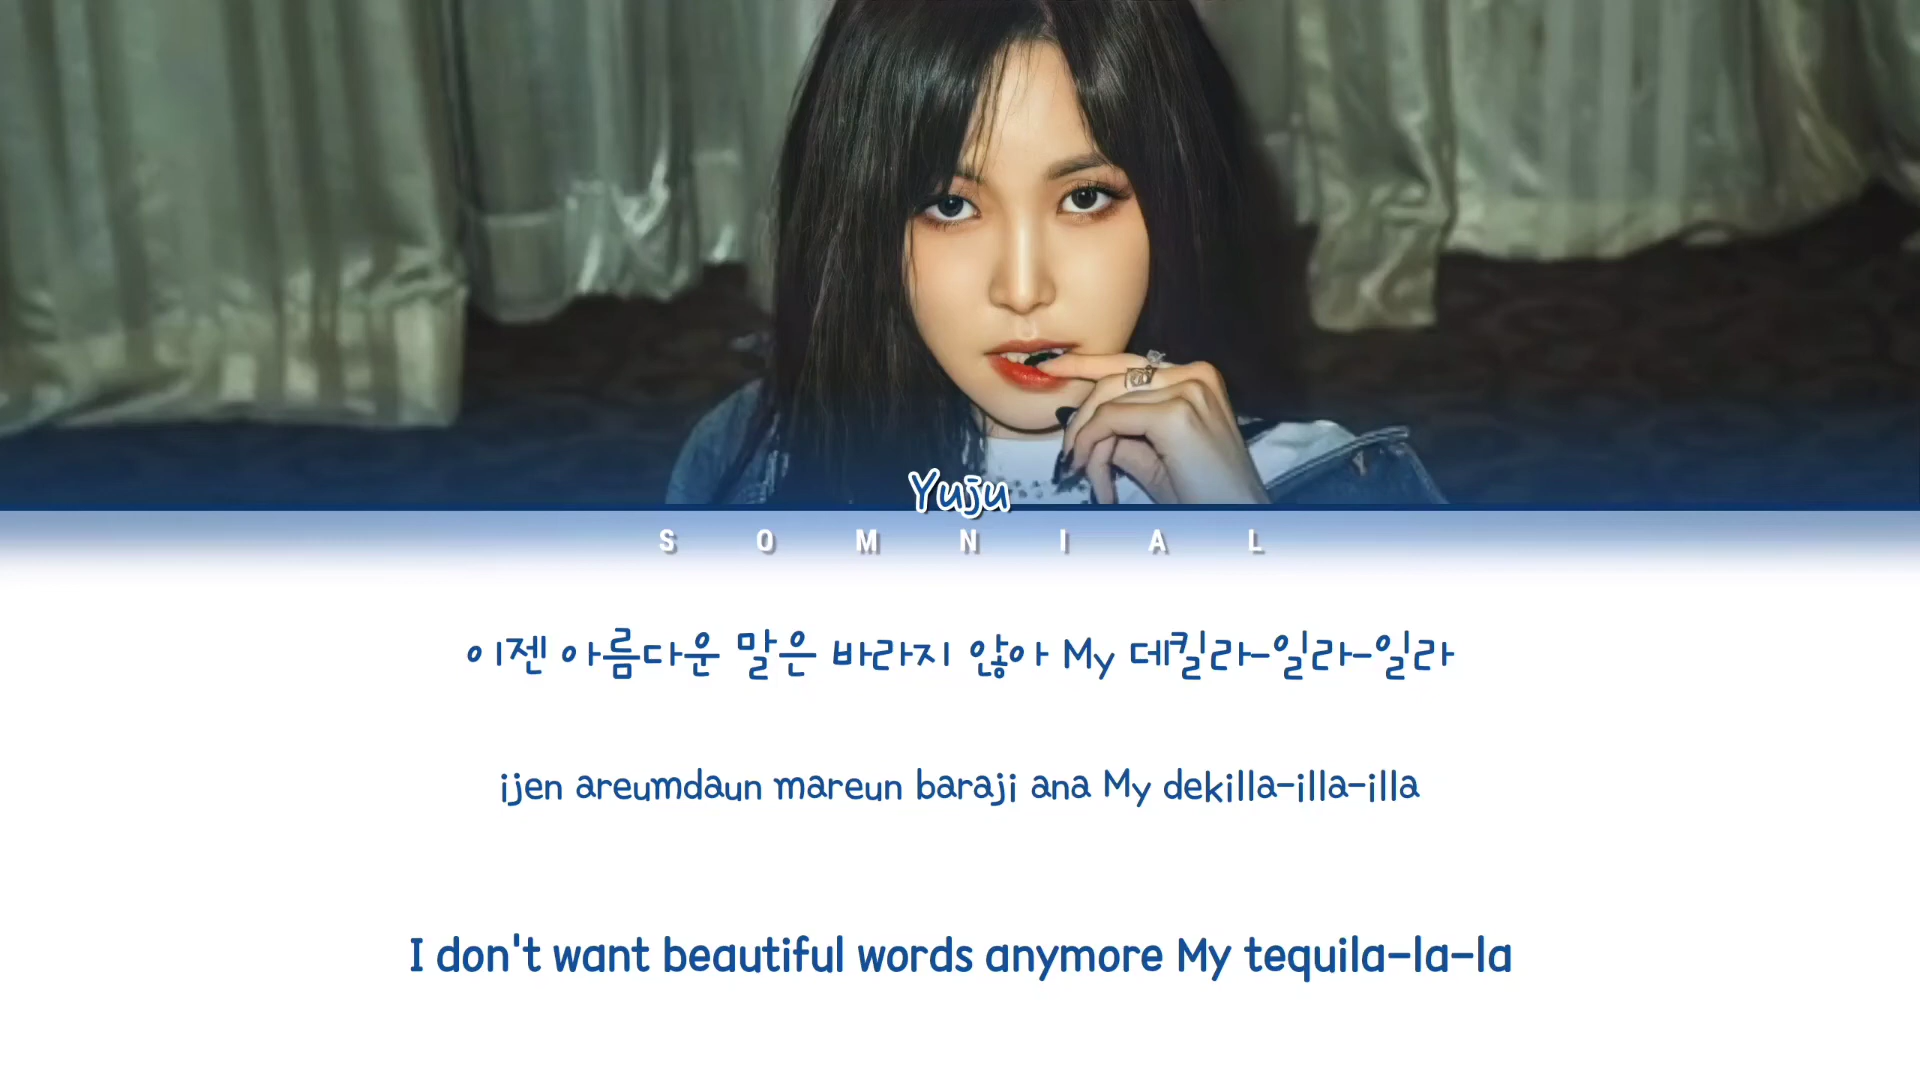 Yuju
SOMNIAL
이젠 아름다운 말은 바라지 않아 My 데킬라-일라-일라
ijen areumdaun mareun baraji ana My dekilla-illa-illa
I don't want beautiful words anymore My tequila-la-la